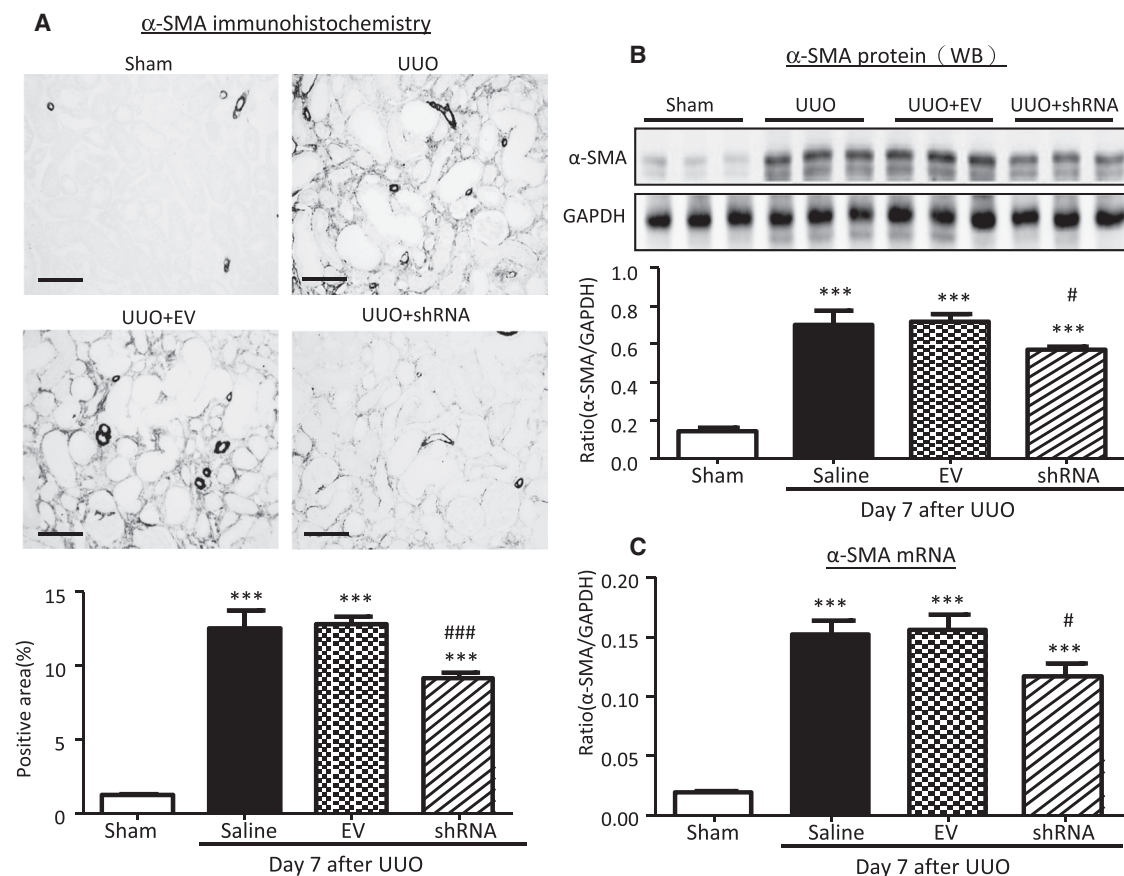 A
α-SMA immunohistochemistry
Sham
UUO
UUO+EV
UUO+shRNA
15
10
5
0
Positive area(%)
***
***
###
***
Sham
Saline
EV
shRNA
Day 7 after UUO
B
α-SMA protein（WB）
Sham
UUO
UUO+EV
UUO+shRNA
α-SMA
GAPDH
1.0
0.8
0.6
0.4
0.2
0.0
Ratio(α-SMA/GAPDH)
***
***
#
***
Sham
Saline
EV
shRNA
Day 7 after UUO
C
α-SMA mRNA
0.20
0.15
0.10
0.05
0.00
Ratio(α-SMA/GAPDH)
***
***
#
***
Sham
Saline
EV
shRNA
Day 7 after UUO